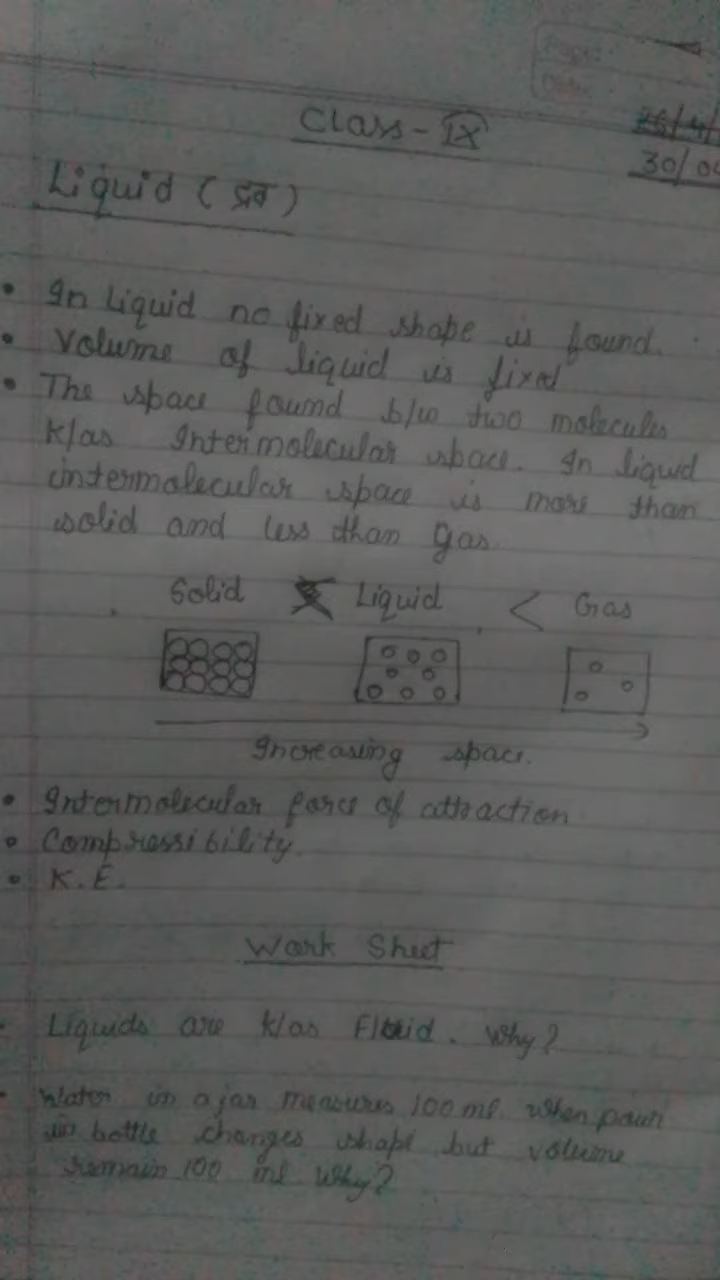 Page:
Date:
Class - IX
26/4/
30/04
Liquid (द्रव)
• In Liquid no fixed shape is found.
• Volume of liquid is fixed
• The space found b/w two molecules
K/as Intermolecular space. In liquid
intermolecular space is more than
solid and less than gas.
Solid < Liquid < Gas
Increasing space.
• Intermolecular force of attraction
• Compressibility.
• K.E.
Work Sheet
- Liquids are k/as Fluid. Why?
- Water in a jar measures 100 ml when pour
in bottle changes shape but volume
remain 100 ml Why?